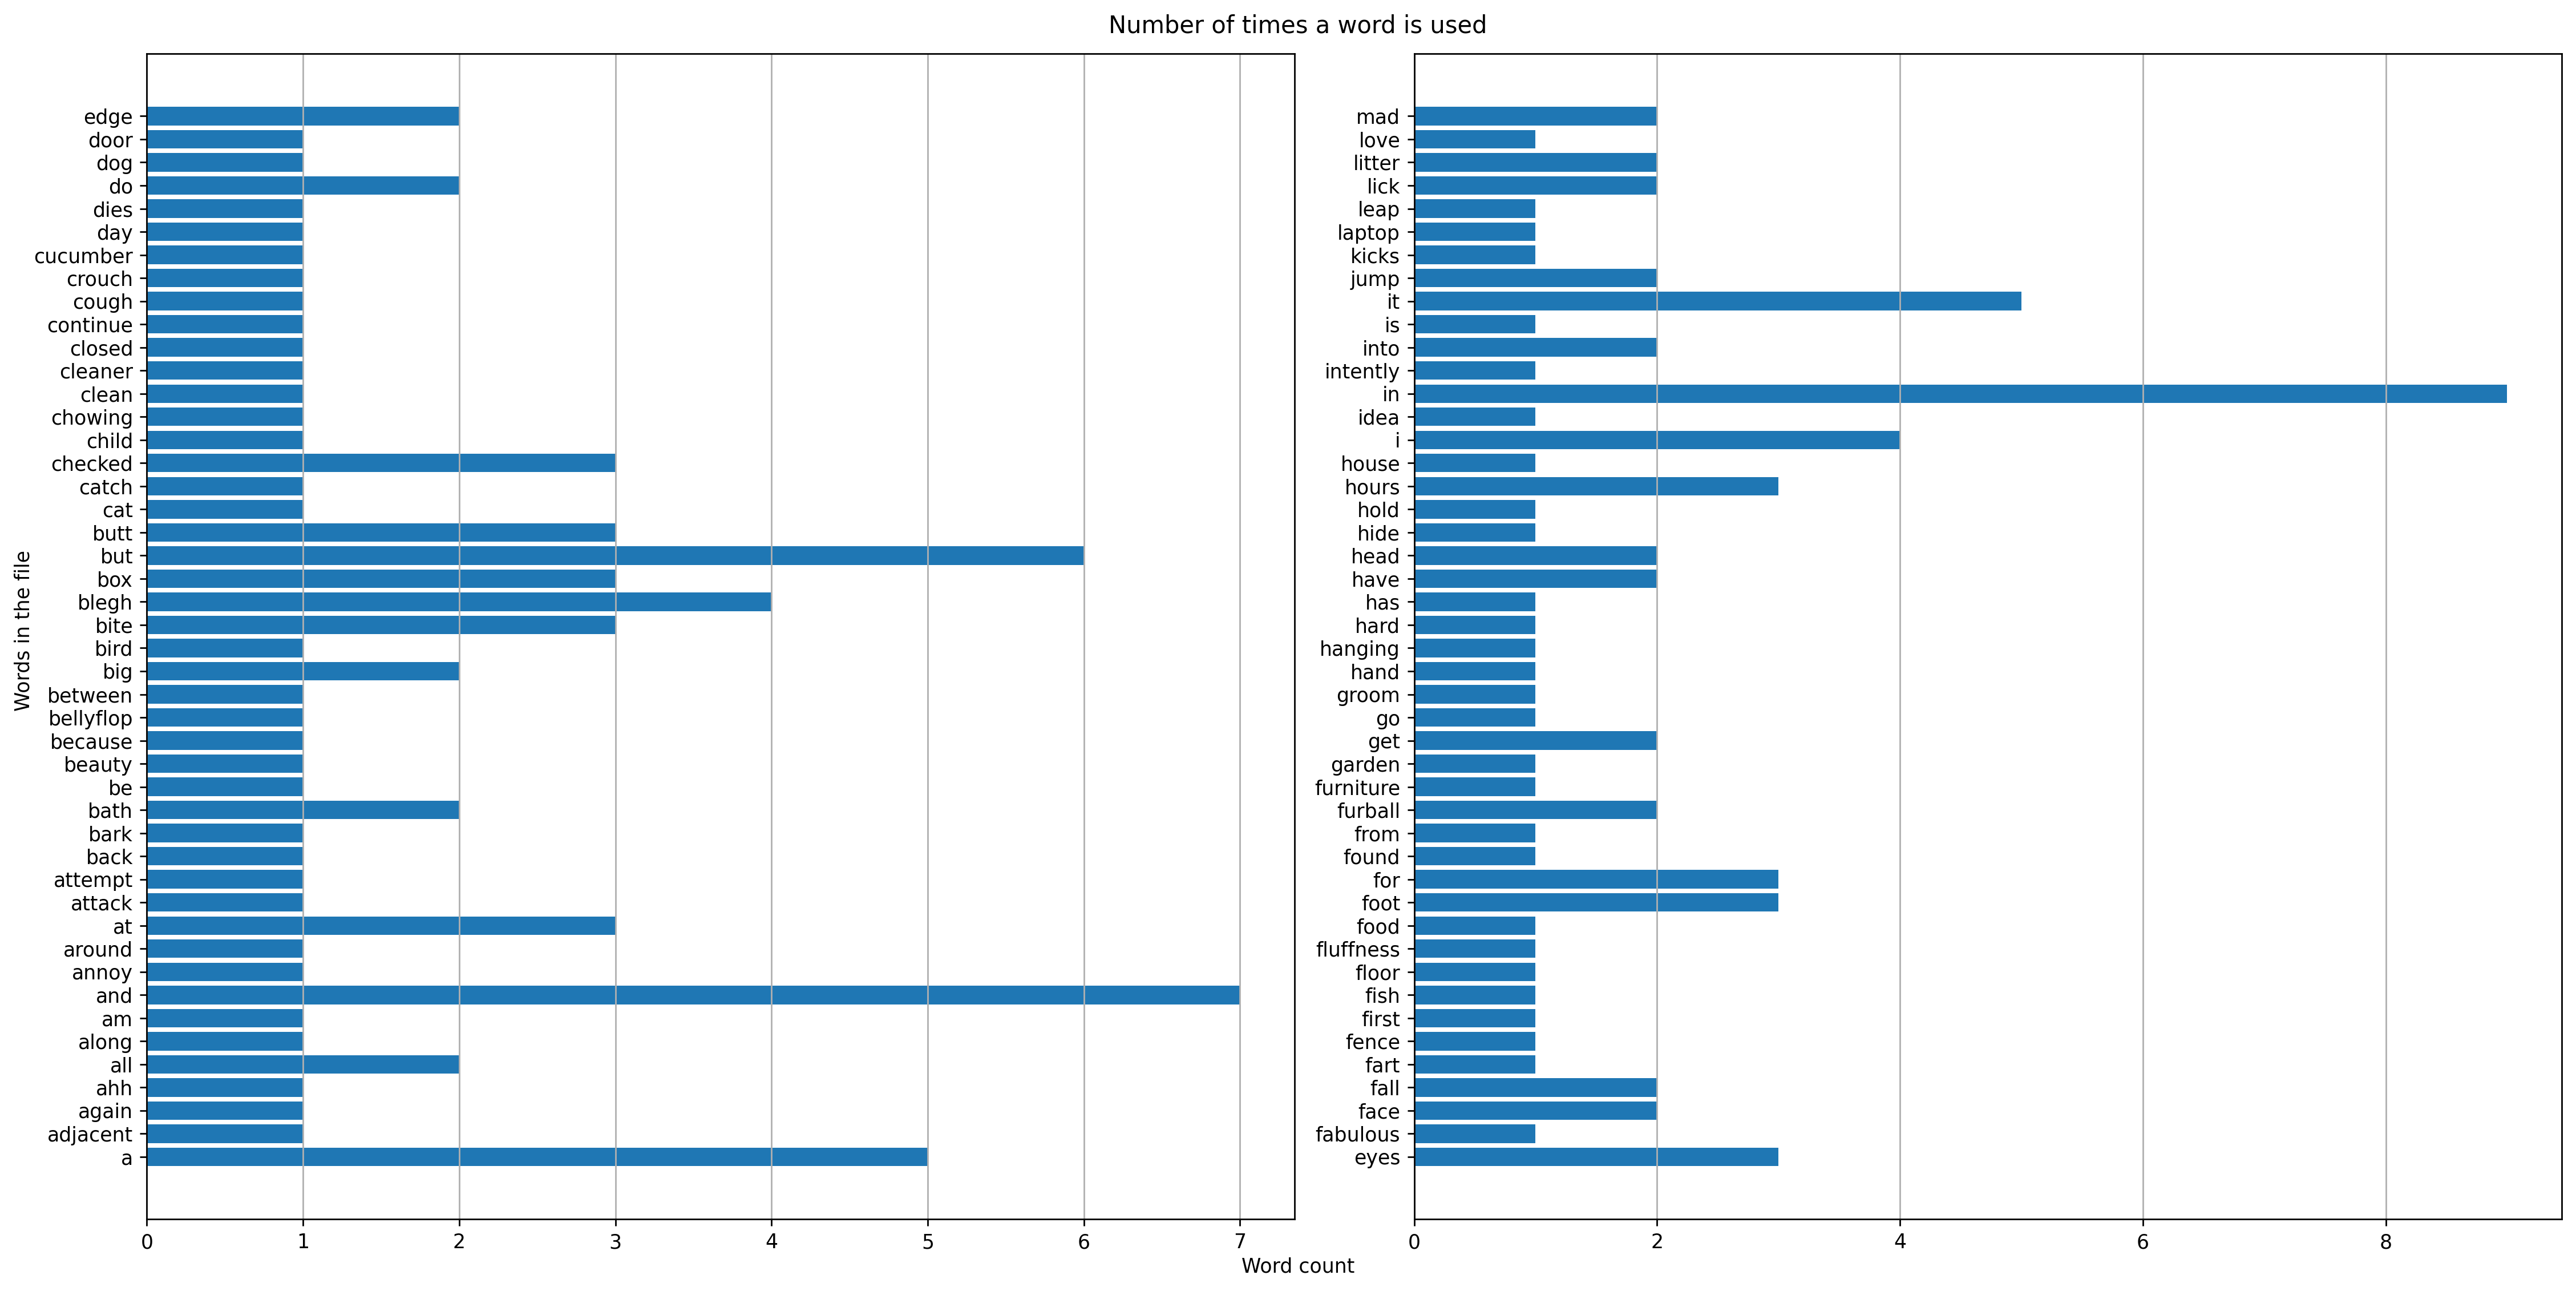 Number of times a word is used
Words in the file
edge
door
dog
do
dies
day
cucumber
crouch
cough
continue
closed
cleaner
clean
chowing
child
checked
catch
cat
butt
but
box
blegh
bite
bird
big
between
bellyflop
because
beauty
be
bath
bark
back
attempt
attack
at
around
annoy
and
am
along
all
ahh
again
adjacent
a
0 1 2 3 4 5 6 7
mad
love
litter
lick
leap
laptop
kicks
jump
it
is
into
intently
in
idea
i
house
hours
hold
hide
head
have
has
hard
hanging
hand
groom
go
get
garden
furniture
furball
from
found
for
foot
food
fluffness
floor
fish
first
fence
fart
fall
face
fabulous
eyes
0 2 4 6 8
Word count